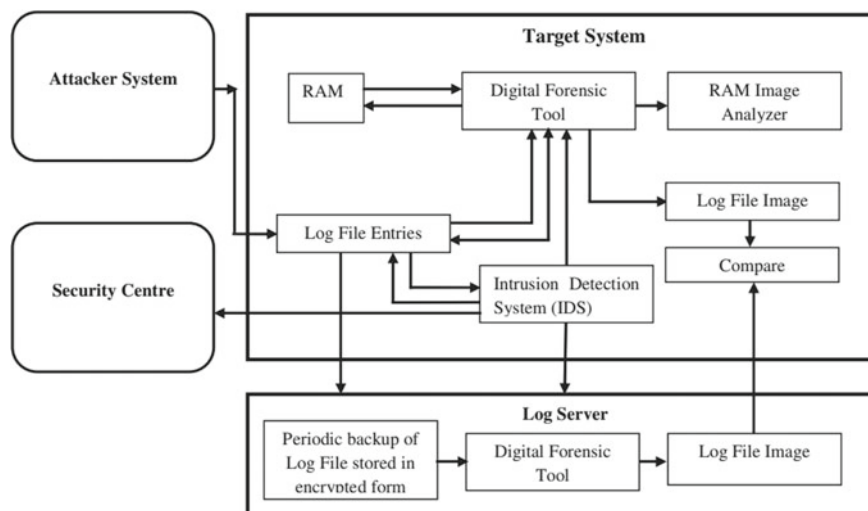 Target System
Attacker System
RAM
Digital Forensic
Tool
RAM Image
Analyzer
Log File Image
Log File Entries
Compare
Security Centre
Intrusion Detection
System (IDS)
Log Server
Periodic backup of
Log File stored in
encrypted form
Digital Forensic
Tool
Log File Image